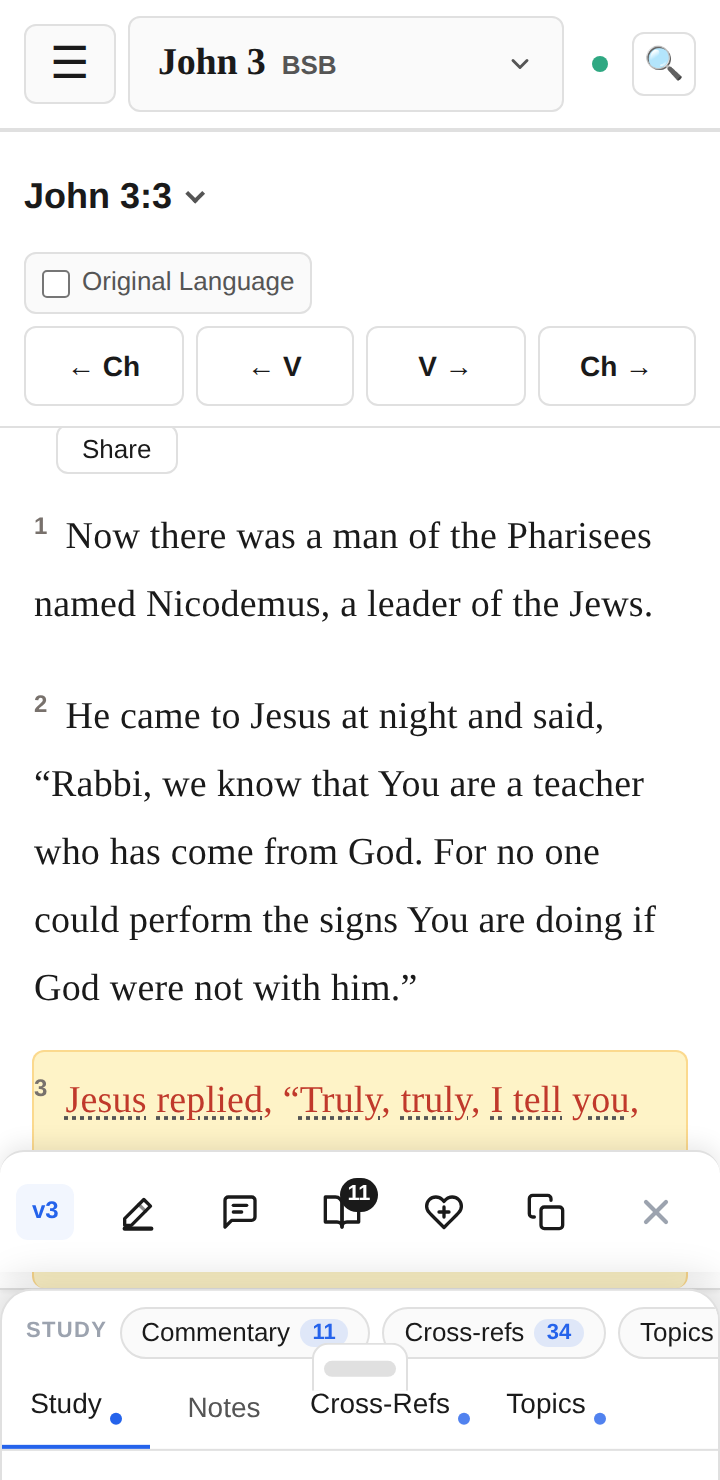 ☰ John 3 BSB
John 3:3
Original Language
← Ch ← V V → Ch →
Share
1 Now there was a man of the Pharisees
named Nicodemus, a leader of the Jews.
2 He came to Jesus at night and said,
“Rabbi, we know that You are a teacher
who has come from God. For no one
could perform the signs You are doing if
God were not with him.”
3 Jesus replied, “Truly, truly, I tell you,
v3 11
STUDY Commentary 11 Cross-refs 34 Topics
Study Notes Cross-Refs Topics